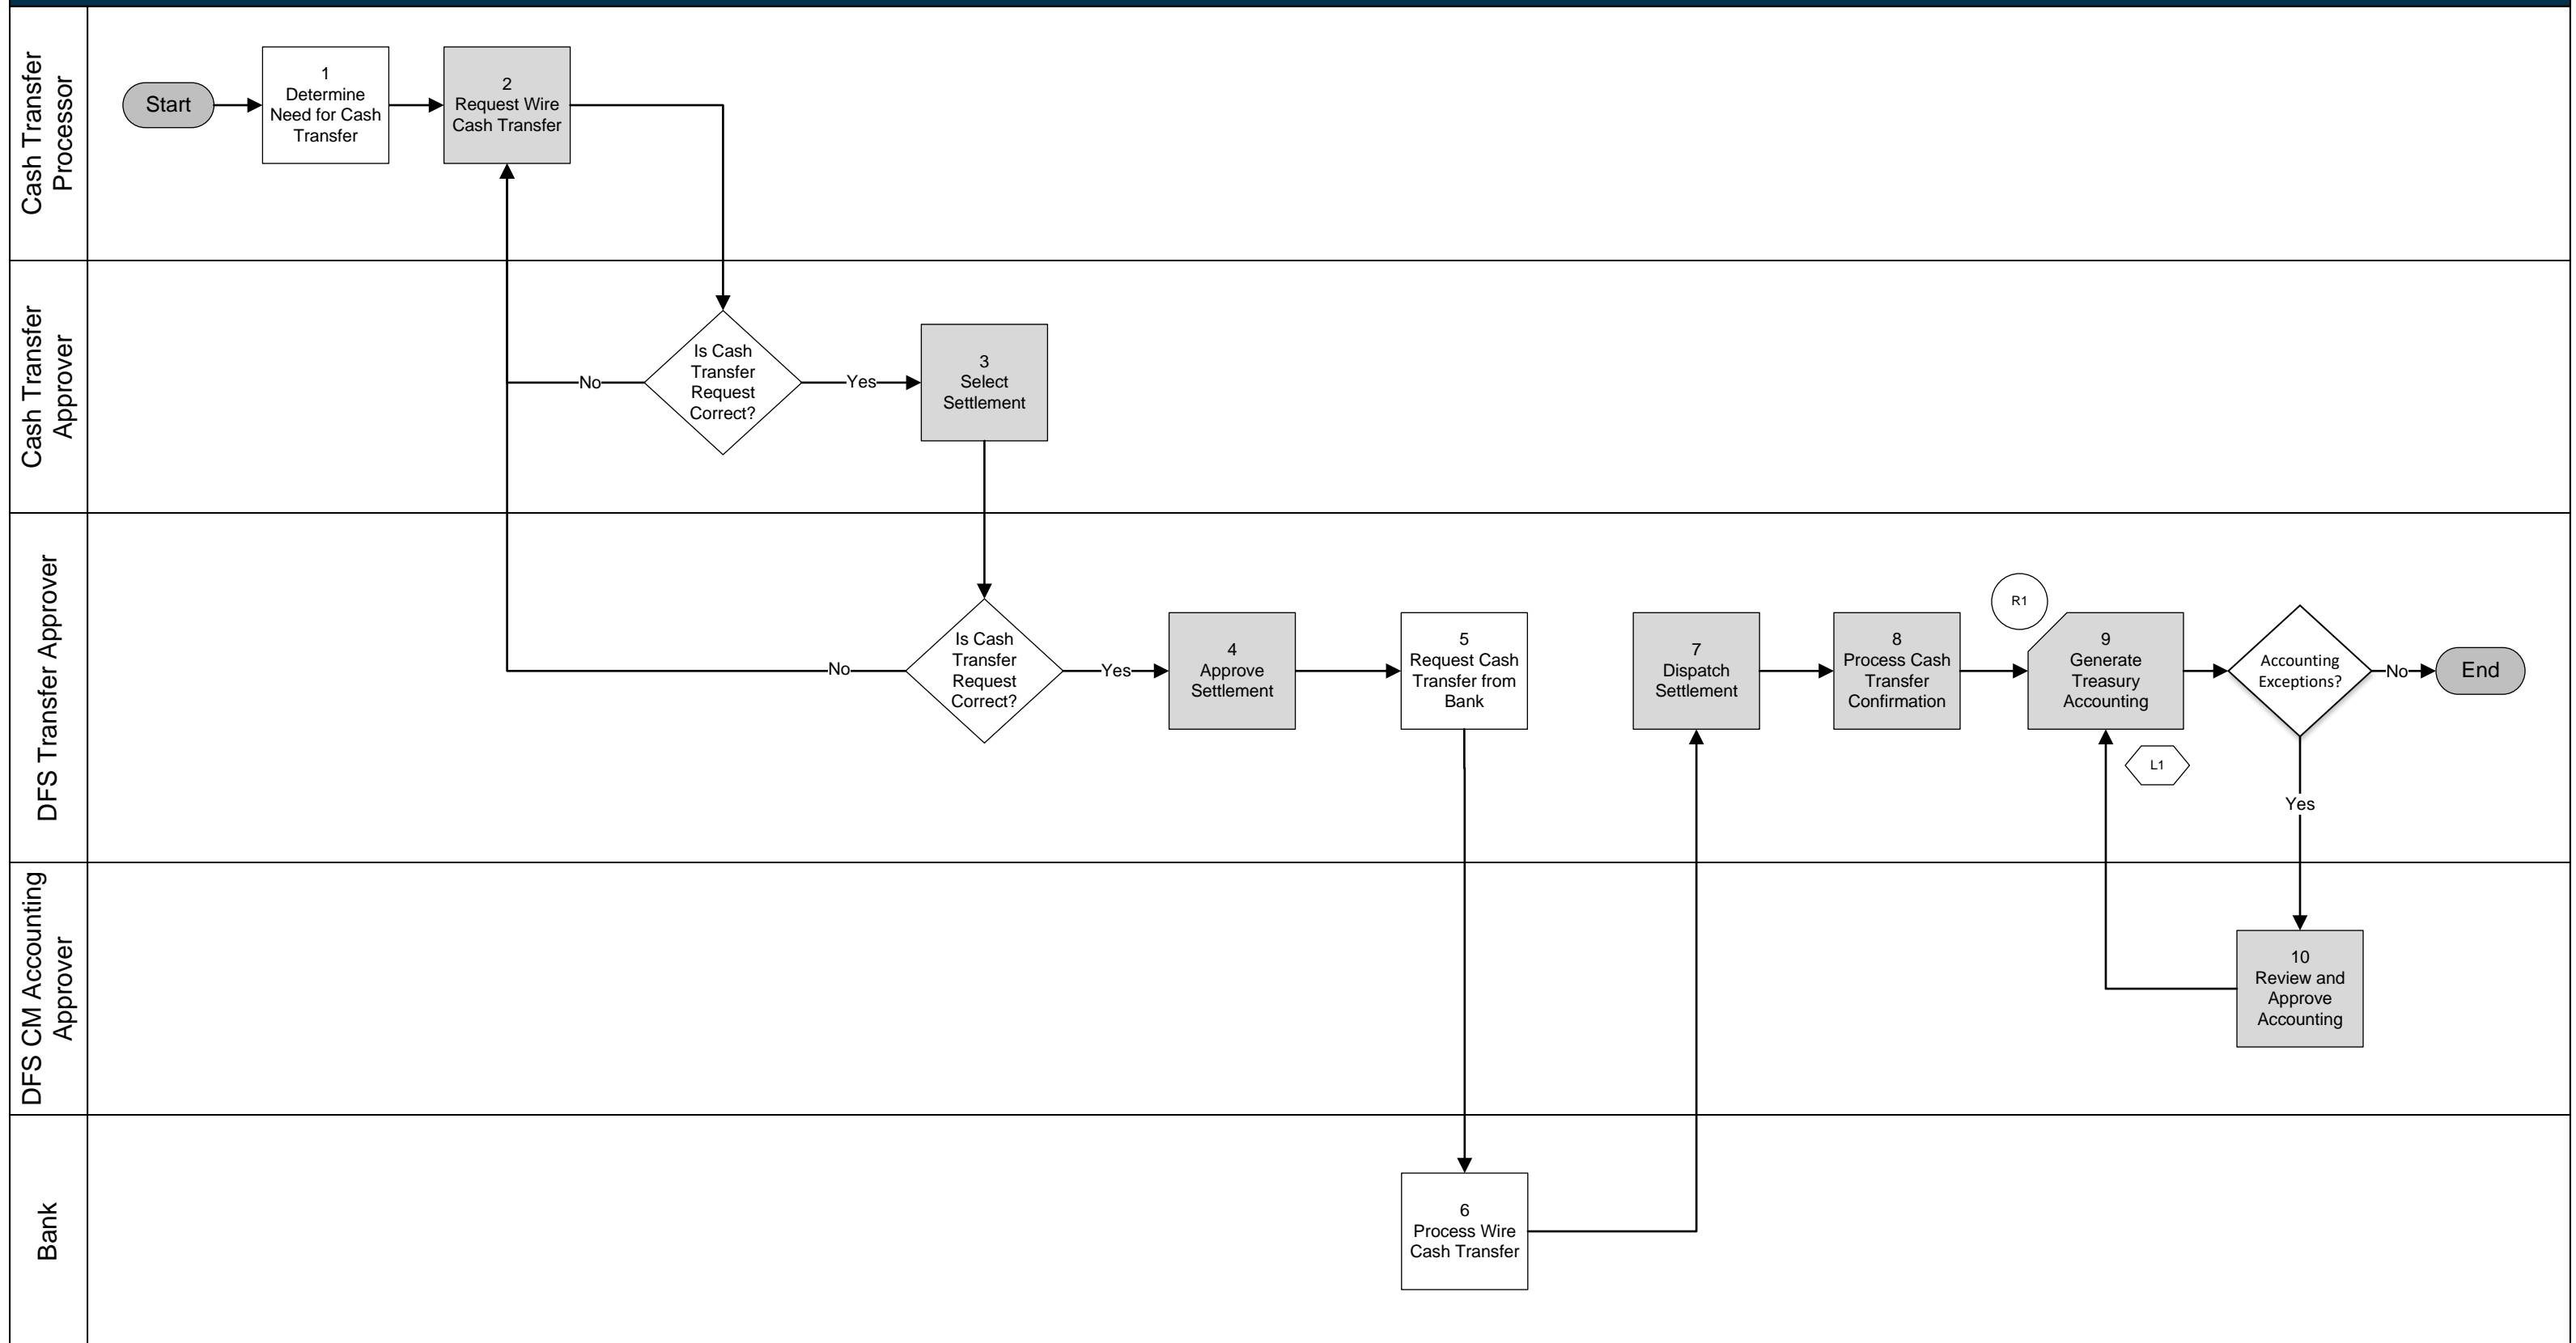 Cash Transfer
Processor
Start
1
Determine
Need for Cash
Transfer
2
Request Wire
Cash Transfer
Cash Transfer
Approver
Is Cash
Transfer
Request
Correct?
No
Yes
3
Select
Settlement
DFS Transfer Approver
Is Cash
Transfer
Request
Correct?
No
Yes
4
Approve
Settlement
5
Request Cash
Transfer from
Bank
7
Dispatch
Settlement
8
Process Cash
Transfer
Confirmation
R1
9
Generate
Treasury
Accounting
L1
Accounting
Exceptions?
No
End
Yes
DFS CM Accounting
Approver
10
Review and
Approve
Accounting
Bank
6
Process Wire
Cash Transfer